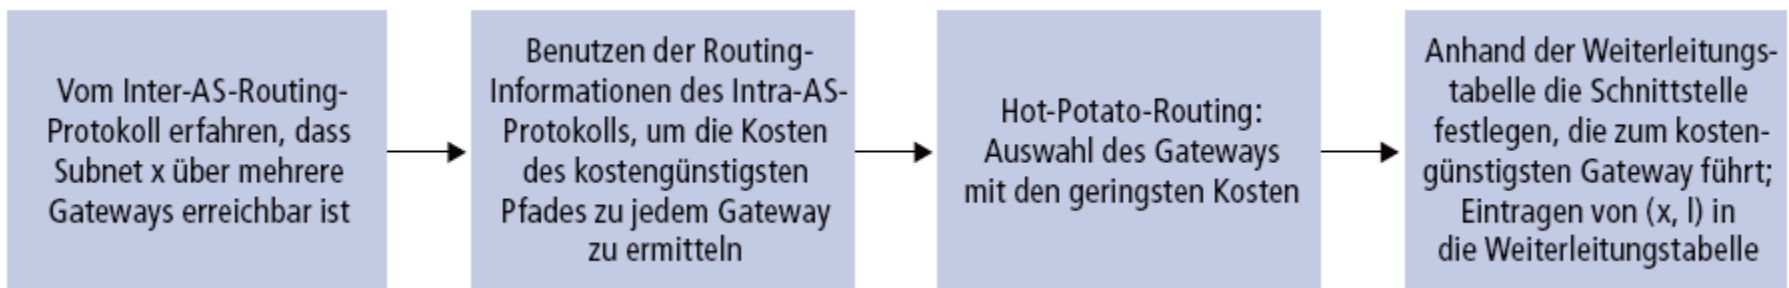 Vom Inter-AS-Routing-
Protokoll erfahren, dass
Subnet x über mehrere
Gateways erreichbar ist
Benutzen der Routing-
Informationen des Intra-AS-
Protokolls, um die Kosten
des kostengünstigsten
Pfades zu jedem Gateway
zu ermitteln
Hot-Potato-Routing:
Auswahl des Gateways
mit den geringsten Kosten
Anhand der Weiterleitungs-
tabelle die Schnittstelle
festlegen, die zum kosten-
günstigsten Gateway führt;
Eintragen von (x, l) in
die Weiterleitungstabelle